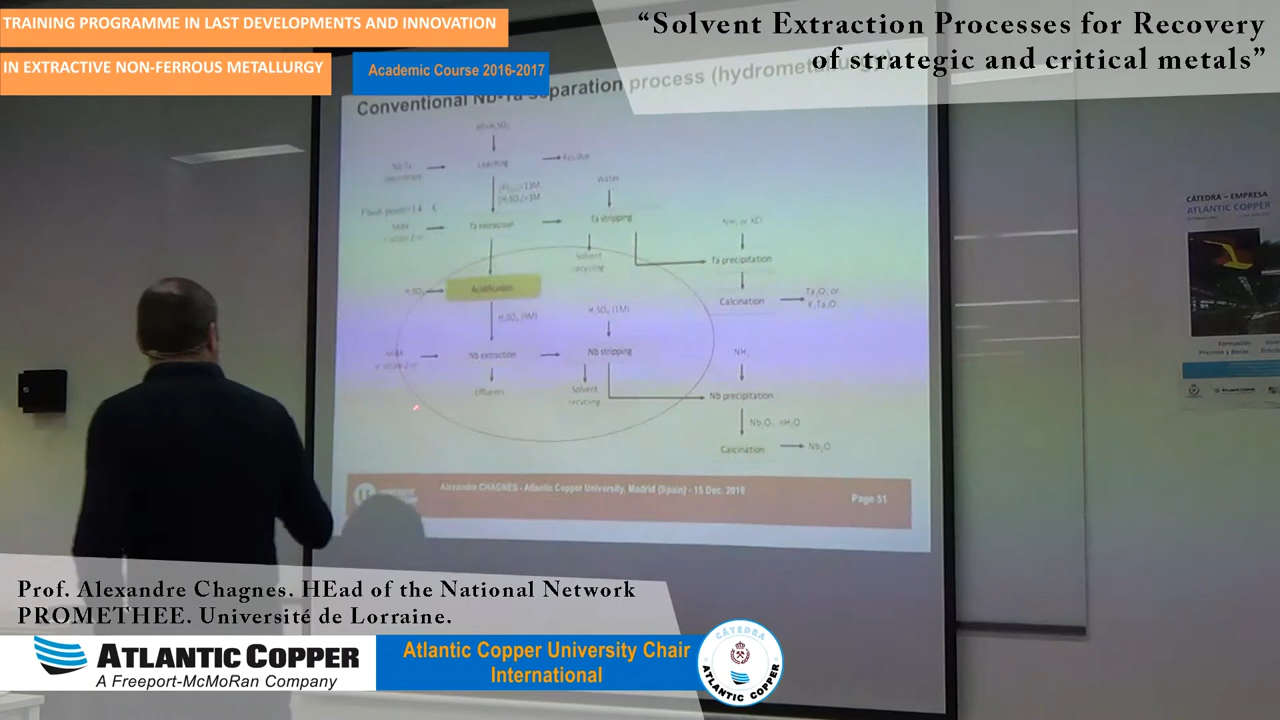 TRAINING PROGRAMME IN LAST DEVELOPMENTS AND INNOVATION
IN EXTRACTIVE NON-FERROUS METALLURGY
Academic Course 2016-2017
“Solvent Extraction Processes for Recovery
of strategic and critical metals”
Conventional Nb-Ta separation process (hydrometallurgy)
Leaching
Residue
Water
Ta extraction
Ta stripping
Solvent
recycling
Ta precipitation
Acidification
Calcination
H₂SO₄ (9M)
H₂SO₄ (1M)
Nb extraction
Nb stripping
NH₃
Effluents
Solvent
recycling
Nb precipitation
Calcination
Alexandre CHAGNES - Atlantic Copper University, Madrid (Spain) - 15 Dec. 2016
Page 51
CÁTEDRA – EMPRESA
ATLANTIC COPPER
Prof. Alexandre Chagnes. HEad of the National Network
PROMETHEE. Université de Lorraine.
ATLANTIC COPPER
A Freeport-McMoRan Company
Atlantic Copper University Chair
International
CÁTEDRA
ATLANTIC COPPER